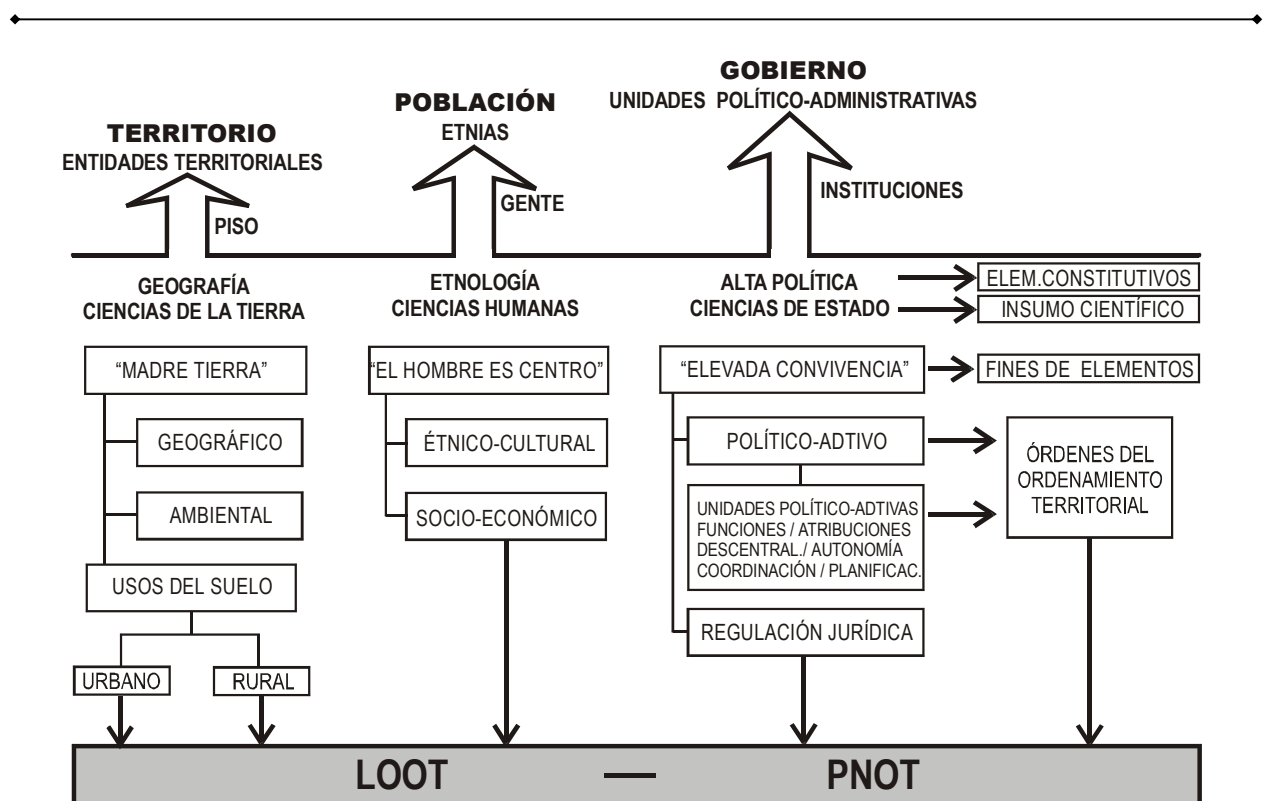 TERRITORIO
ENTIDADES TERRITORIALES
PISO
POBLACIÓN
ETNIAS
GENTE
GOBIERNO
UNIDADES POLÍTICO-ADMINISTRATIVAS
INSTITUCIONES
GEOGRAFÍA
CIENCIAS DE LA TIERRA
ETNOLOGÍA
CIENCIAS HUMANAS
ALTA POLÍTICA
CIENCIAS DE ESTADO
ELEM.CONSTITUTIVOS
INSUMO CIENTÍFICO
“MADRE TIERRA”
GEOGRÁFICO
AMBIENTAL
USOS DEL SUELO
URBANO
RURAL
“EL HOMBRE ES CENTRO”
ÉTNICO-CULTURAL
SOCIO-ECONÓMICO
“ELEVADA CONVIVENCIA”
FINES DE ELEMENTOS
POLÍTICO-ADTIVO
UNIDADES POLÍTICO-ADTIVAS
FUNCIONES / ATRIBUCIONES
DESCENTRAL./ AUTONOMÍA
COORDINACIÓN / PLANIFICAC.
REGULACIÓN JURÍDICA
ÓRDENES DEL
ORDENAMIENTO
TERRITORIAL
LOOT — PNOT